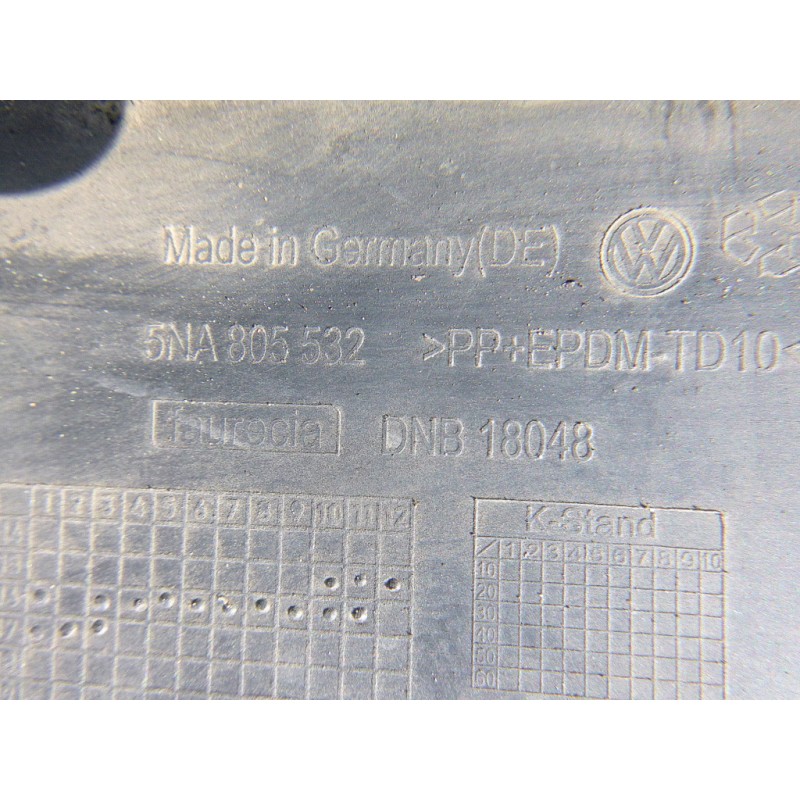 Made in Germany(DE) VW
5NA 805 532 >PP+EPDM-TD10<
faurecia DNB 18048
1 2 3 4 5 6 7 8 9 10 11 12
14
K-Stand
/ 1 2 3 4 5 6 7 8 9 10
10
20
30
40
50
60